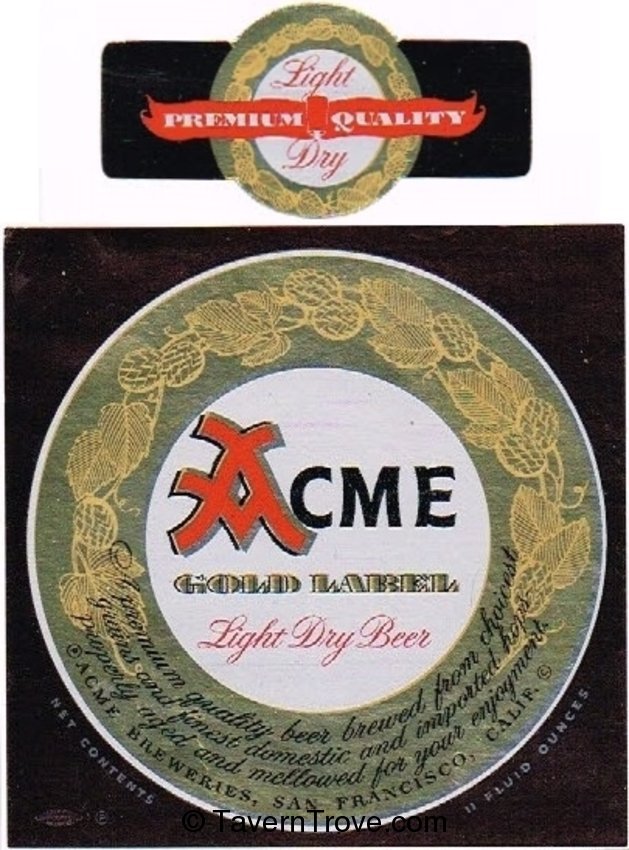 Light
PREMIUM QUALITY
Dry
ACME
GOLD LABEL
Light Dry Beer
A premium quality beer brewed from choicest
grains and finest domestic and imported hops.
properly aged and mellowed for your enjoyment.
© ACME BREWERIES, SAN FRANCISCO, CALIF. ©
NET CONTENTS
11 FLUID OUNCES
© TavernTrove.com